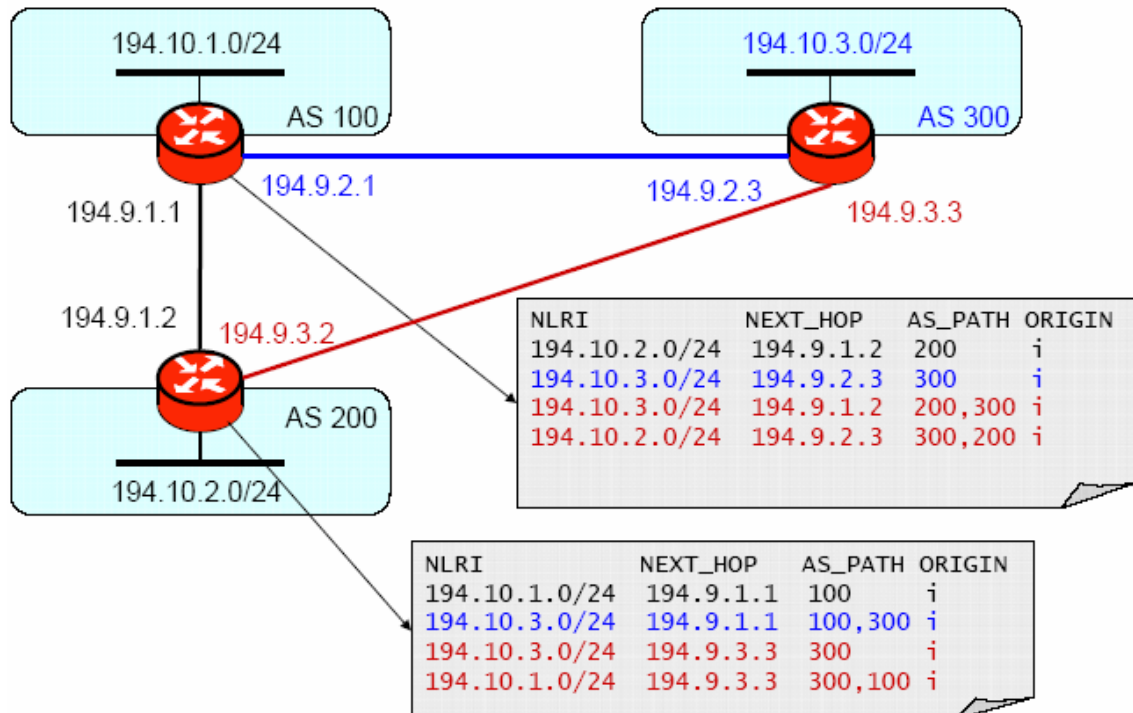 194.10.1.0/24
194.10.3.0/24
AS 100
AS 300
194.9.2.1
194.9.2.3
194.9.1.1
194.9.3.3
194.9.1.2
194.9.3.2
AS 200
194.10.2.0/24
NLRI NEXT_HOP AS_PATH ORIGIN
194.10.2.0/24 194.9.1.2 200 i
194.10.3.0/24 194.9.2.3 300 i
194.10.3.0/24 194.9.1.2 200,300 i
194.10.2.0/24 194.9.2.3 300,200 i
NLRI NEXT_HOP AS_PATH ORIGIN
194.10.1.0/24 194.9.1.1 100 i
194.10.3.0/24 194.9.1.1 100,300 i
194.10.3.0/24 194.9.3.3 300 i
194.10.1.0/24 194.9.3.3 300,100 i